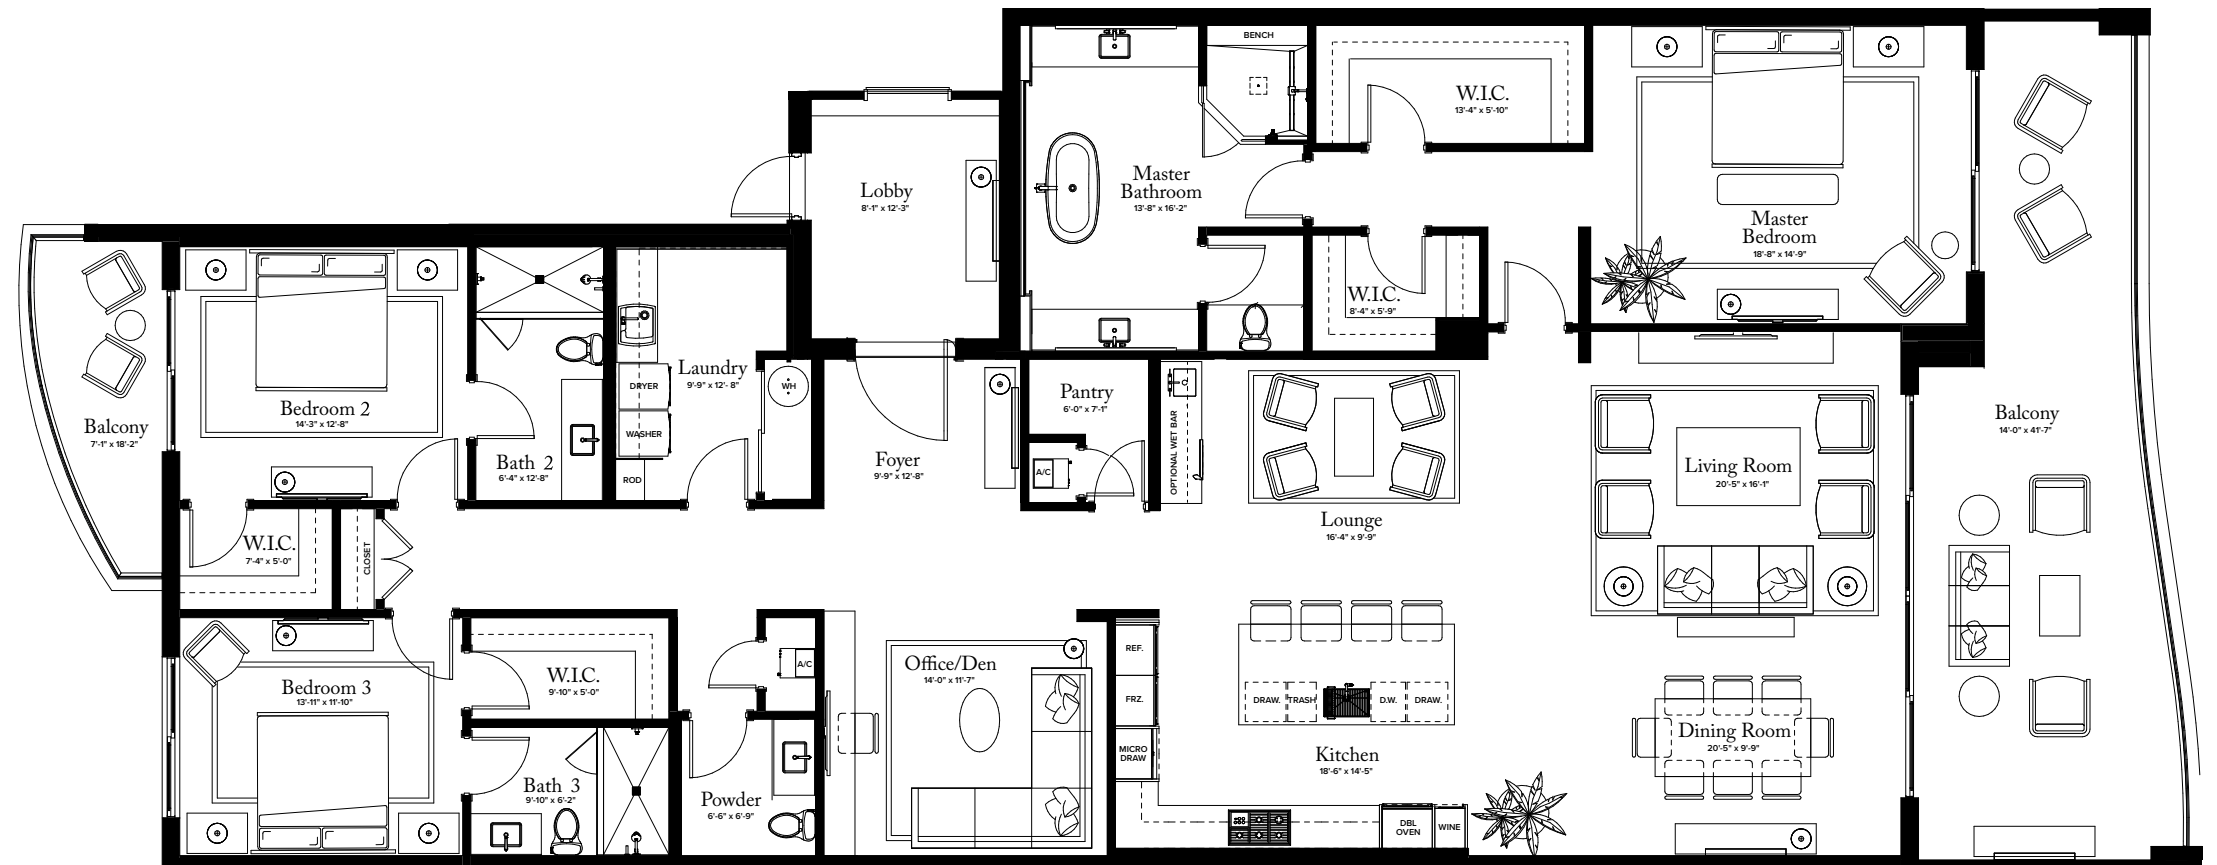 BENCH
W.I.C.
13'-4" x 5'-10"
Master
Bathroom
13'-8" x 16'-2"
Lobby
8'-1" x 12'-3"
Master
Bedroom
18'-8" x 14'-9"
W.I.C.
8'-4" x 5'-9"
Laundry
9'-9" x 12'- 8"
DRYER
WH
WASHER
ROD
Pantry
6'-0" x 7'-1"
A/C
OPTIONAL WET BAR
Bedroom 2
14'-3" x 12'-8"
Balcony
7'-1" x 18'-2"
Bath 2
6'-4" x 12'-8"
Foyer
9'-9" x 12'-8"
Balcony
14'-0" x 41'-7"
Living Room
20'-5" x 16'-1"
Lounge
16'-4" x 9'-9"
W.I.C.
7'-4" x 5'-0"
CLOSET
Bedroom 3
13'-11" x 11'-10"
W.I.C.
9'-10" x 5'-0"
A/C
Office/Den
14'-0" x 11'-7"
REF.
FRZ.
MICRO
DRAW
DRAW.
TRASH
D.W.
DRAW.
Kitchen
18'-6" x 14'-5"
Dining Room
20'-5" x 9'-9"
Bath 3
9'-10" x 6'-2"
Powder
6'-6" x 6'-9"
DBL
OVEN
WINE